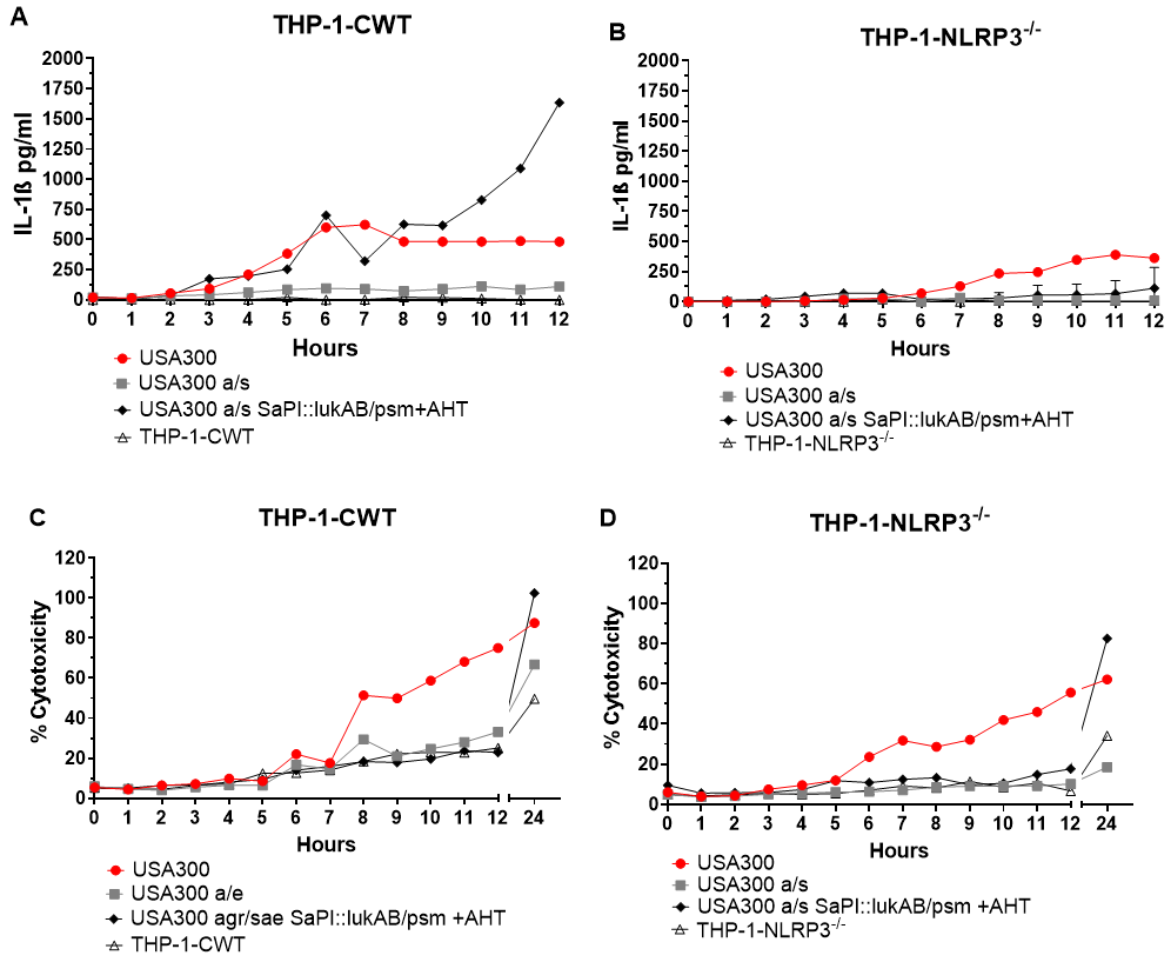 A
THP-1-CWT
IL-1ß pg/ml
2000
1750
1500
1250
1000
750
500
250
0
0 1 2 3 4 5 6 7 8 9 10 11 12
Hours
USA300
USA300 a/s
USA300 a/s SaPI::lukAB/psm+AHT
THP-1-CWT
B
THP-1-NLRP3-/-
IL-1ß pg/ml
2000
1750
1500
1250
1000
750
500
250
0
0 1 2 3 4 5 6 7 8 9 10 11 12
Hours
USA300
USA300 a/s
USA300 a/s SaPI::lukAB/psm+AHT
THP-1-NLRP3-/-
C
THP-1-CWT
% Cytotoxicity
120
100
80
60
40
20
0
0 1 2 3 4 5 6 7 8 9 10 11 12 24
Hours
USA300
USA300 a/e
USA300 agr/sae SaPI::lukAB/psm +AHT
THP-1-CWT
D
THP-1-NLRP3-/-
% Cytotoxicity
120
100
80
60
40
20
0
0 1 2 3 4 5 6 7 8 9 10 11 12 24
Hours
USA300
USA300 a/s
USA300 a/s SaPI::lukAB/psm +AHT
THP-1-NLRP3-/-